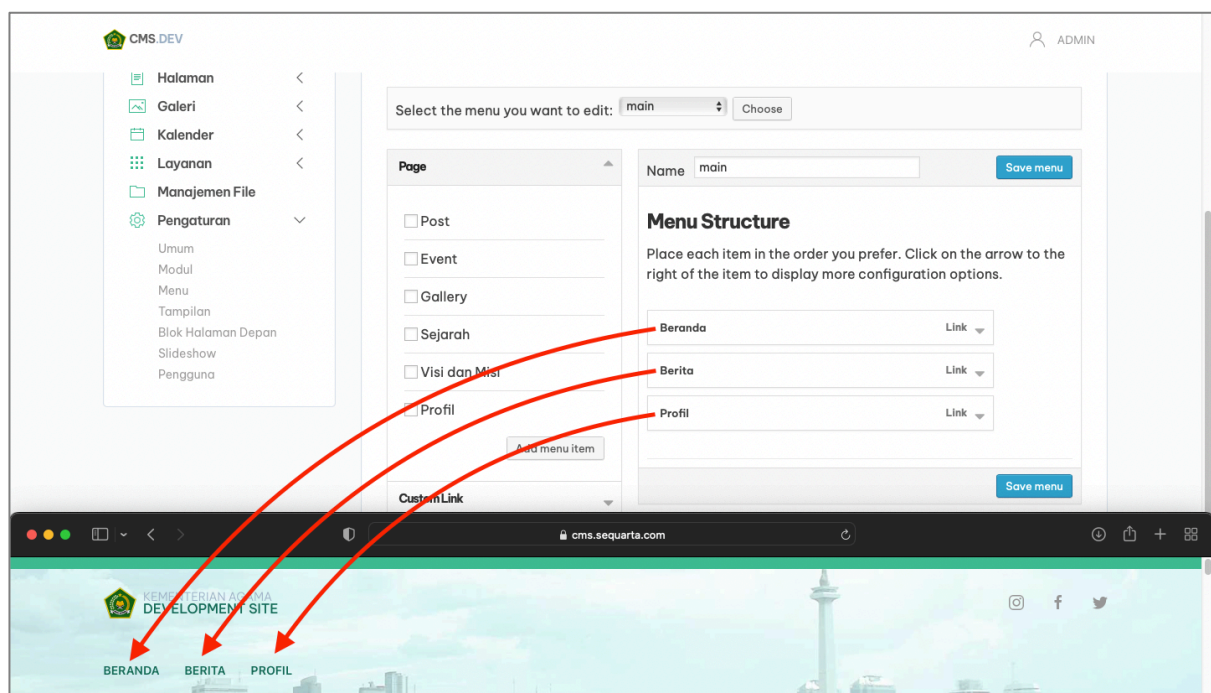 CMS.DEV
ADMIN
Halaman
Galeri
Kalender
Layanan
Manajemen File
Pengaturan
Umum
Modul
Menu
Tampilan
Blok Halaman Depan
Slideshow
Pengguna
Select the menu you want to edit: main Choose
Page
Post
Event
Gallery
Sejarah
Visi dan Misi
Profil
Add menu item
Custom Link
Name main Save menu
Menu Structure
Place each item in the order you prefer. Click on the arrow to the
right of the item to display more configuration options.
Beranda Link
Berita Link
Profil Link
Save menu
cms.sequarta.com
KEMENTERIAN AGAMA
DEVELOPMENT SITE
BERANDA BERITA PROFIL